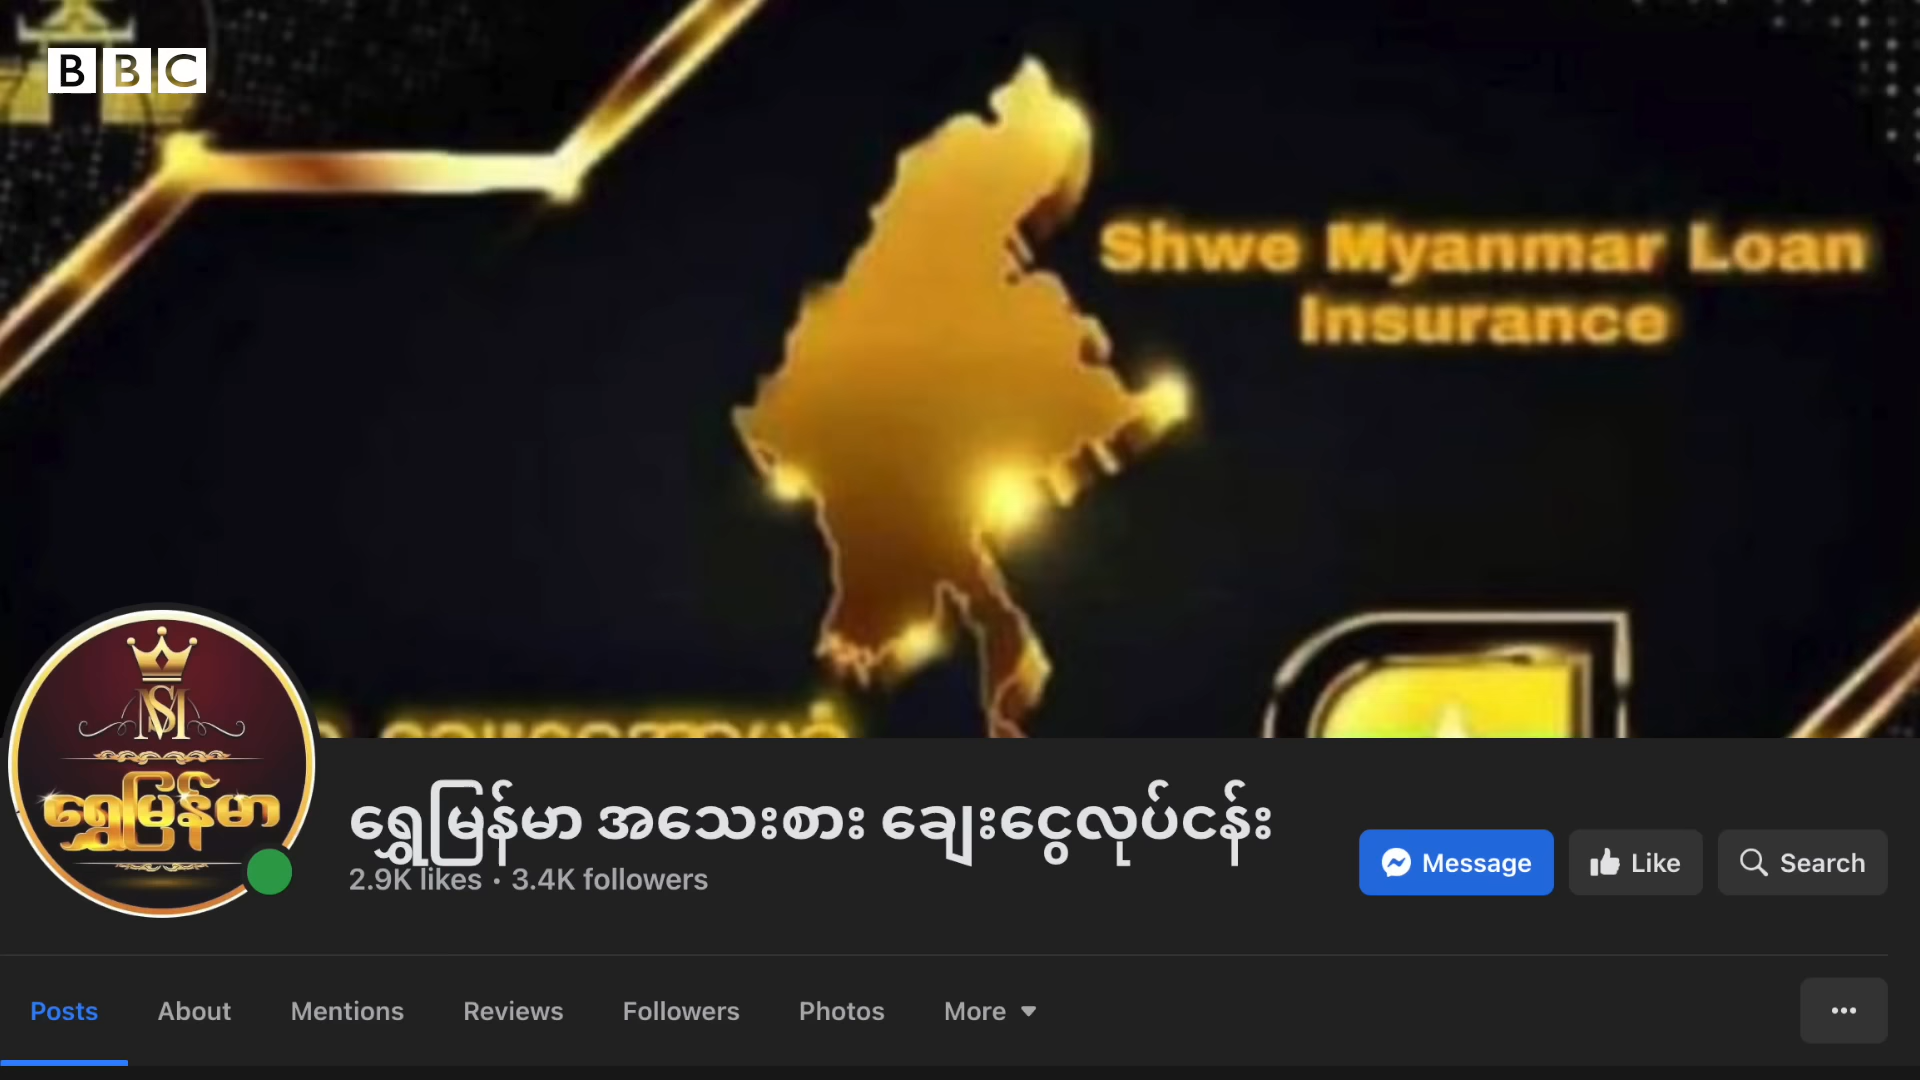 BBC
Shwe Myanmar Loan
Insurance
SM
ရွှေမြန်မာ
ရွှေမြန်မာ အသေးစား ချေးငွေလုပ်ငန်း
2.9K likes · 3.4K followers
Message
Like
Search
Posts
About
Mentions
Reviews
Followers
Photos
More